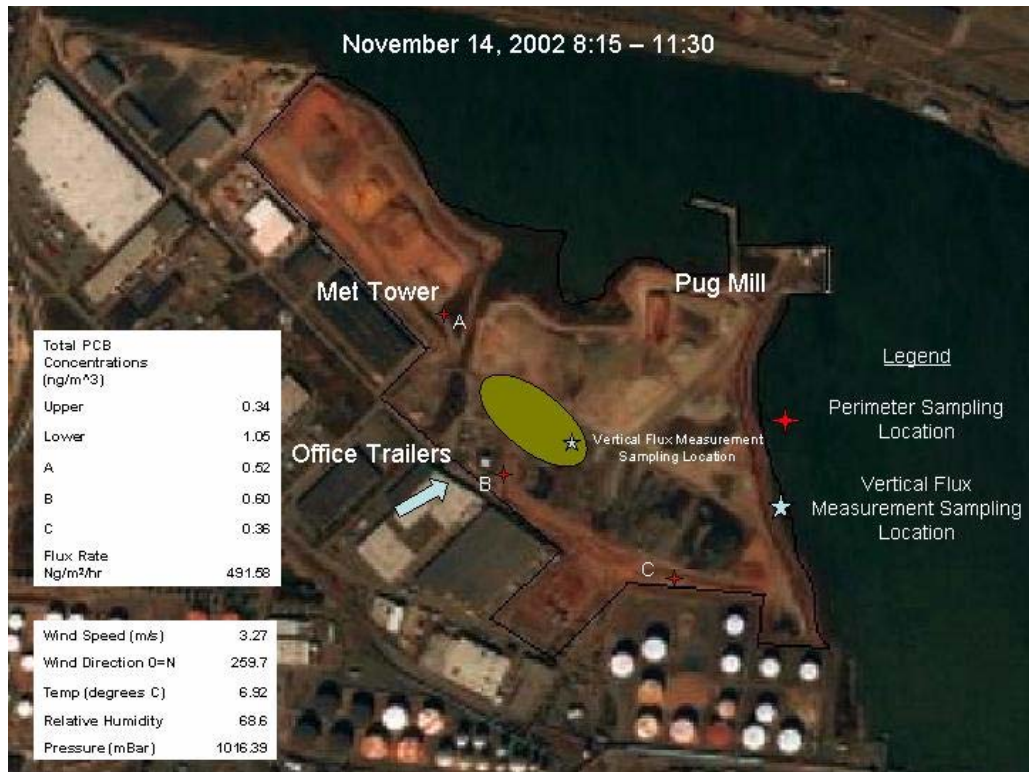 November 14, 2002 8:15 – 11:30
Met Tower
A
Pug Mill
Total PCB
Concentrations
(ng/m^3)
Upper 0.34
Lower 1.05
A 0.52
B 0.60
C 0.36
Flux Rate
Ng/m²/hr 491.58
Office Trailers
B
Vertical Flux Measurement
Sampling Location
C
Legend
Perimeter Sampling
Location
Vertical Flux
Measurement Sampling
Location
Wind Speed (m/s) 3.27
Wind Direction 0=N 259.7
Temp (degrees C) 6.92
Relative Humidity 68.6
Pressure (mBar) 1016.39